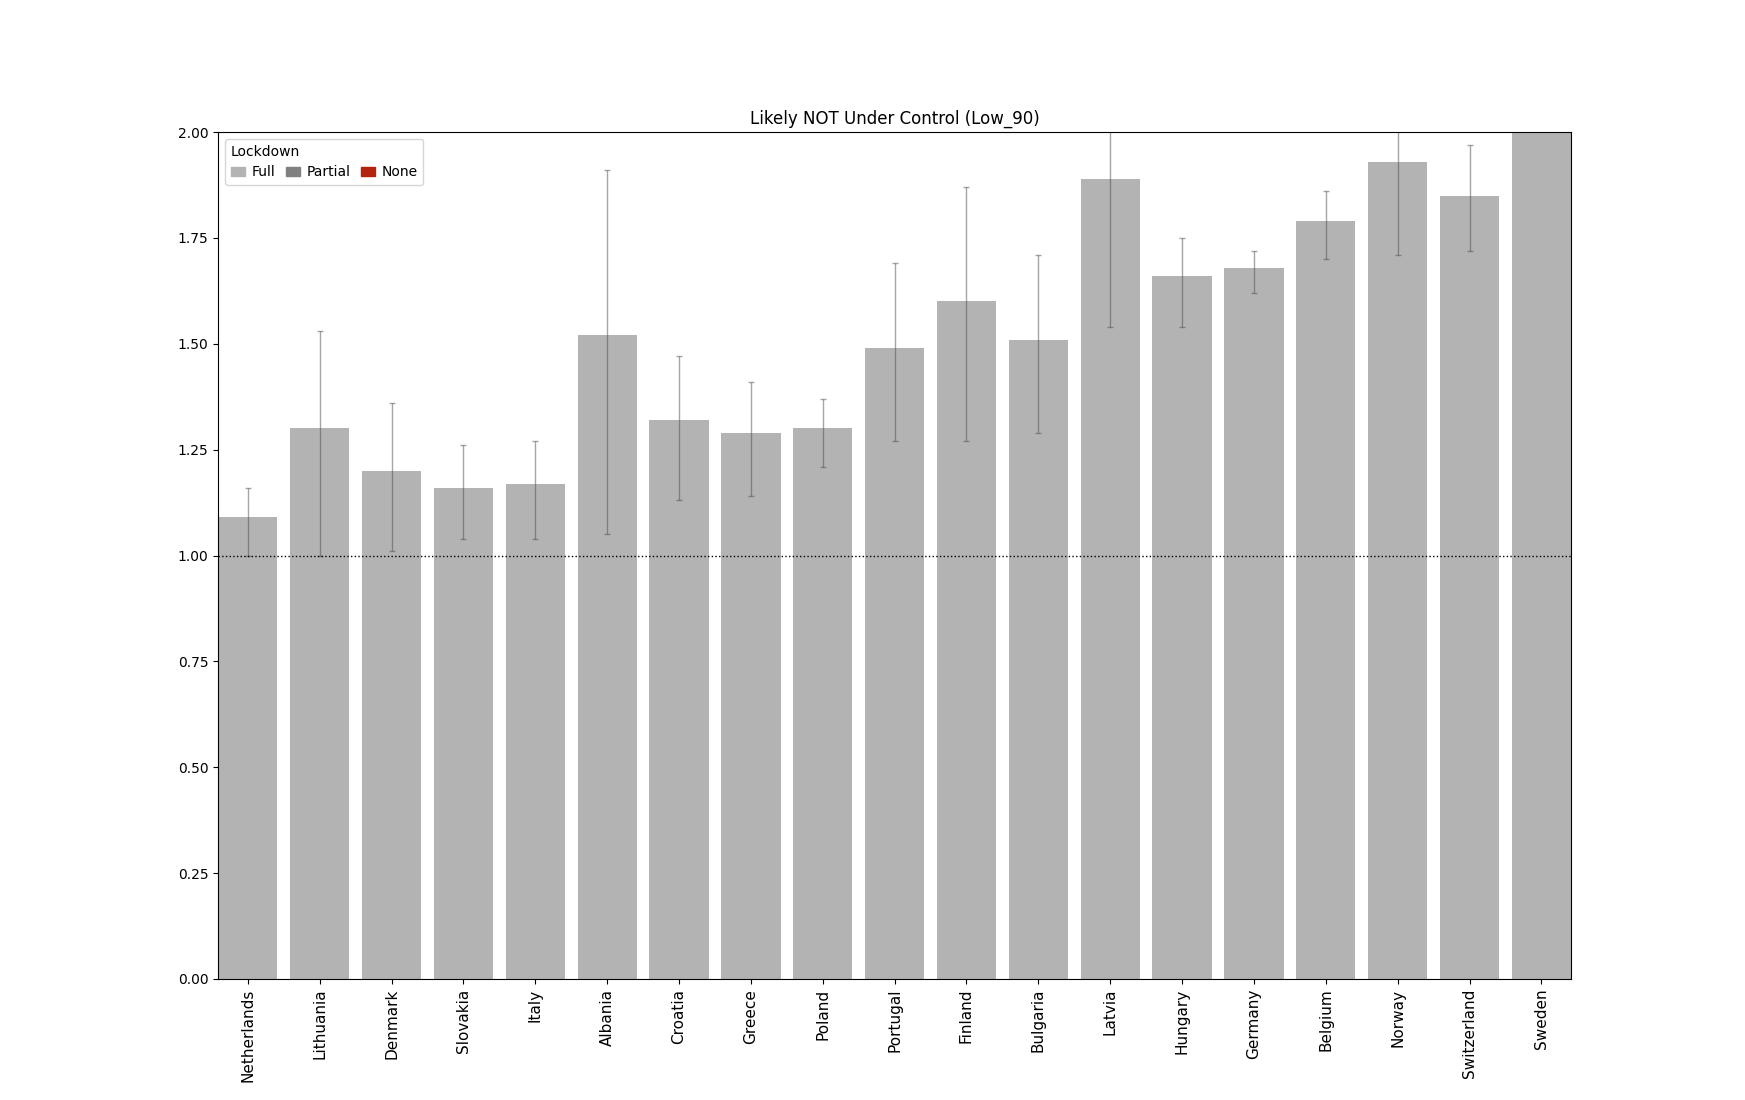 Likely NOT Under Control (Low_90)
Lockdown
Full Partial None
2.00
1.75
1.50
1.25
1.00
0.75
0.50
0.25
0.00
Netherlands
Lithuania
Denmark
Slovakia
Italy
Albania
Croatia
Greece
Poland
Portugal
Finland
Bulgaria
Latvia
Hungary
Germany
Belgium
Norway
Switzerland
Sweden